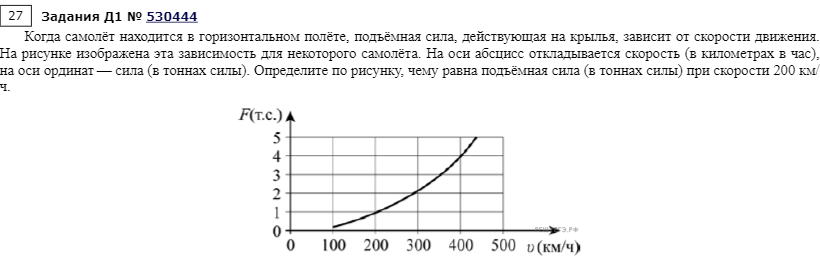 27 Задания Д1 № 530444
Когда самолёт находится в горизонтальном полёте, подъёмная сила, действующая на крылья, зависит от скорости движения.
На рисунке изображена эта зависимость для некоторого самолёта. На оси абсцисс откладывается скорость (в километрах в час),
на оси ординат — сила (в тоннах силы). Определите по рисунку, чему равна подъёмная сила (в тоннах силы) при скорости 200 км/
ч.
F(т.с.)
5
4
3
2
1
0
0 100 200 300 400 500 υ (км/ч)